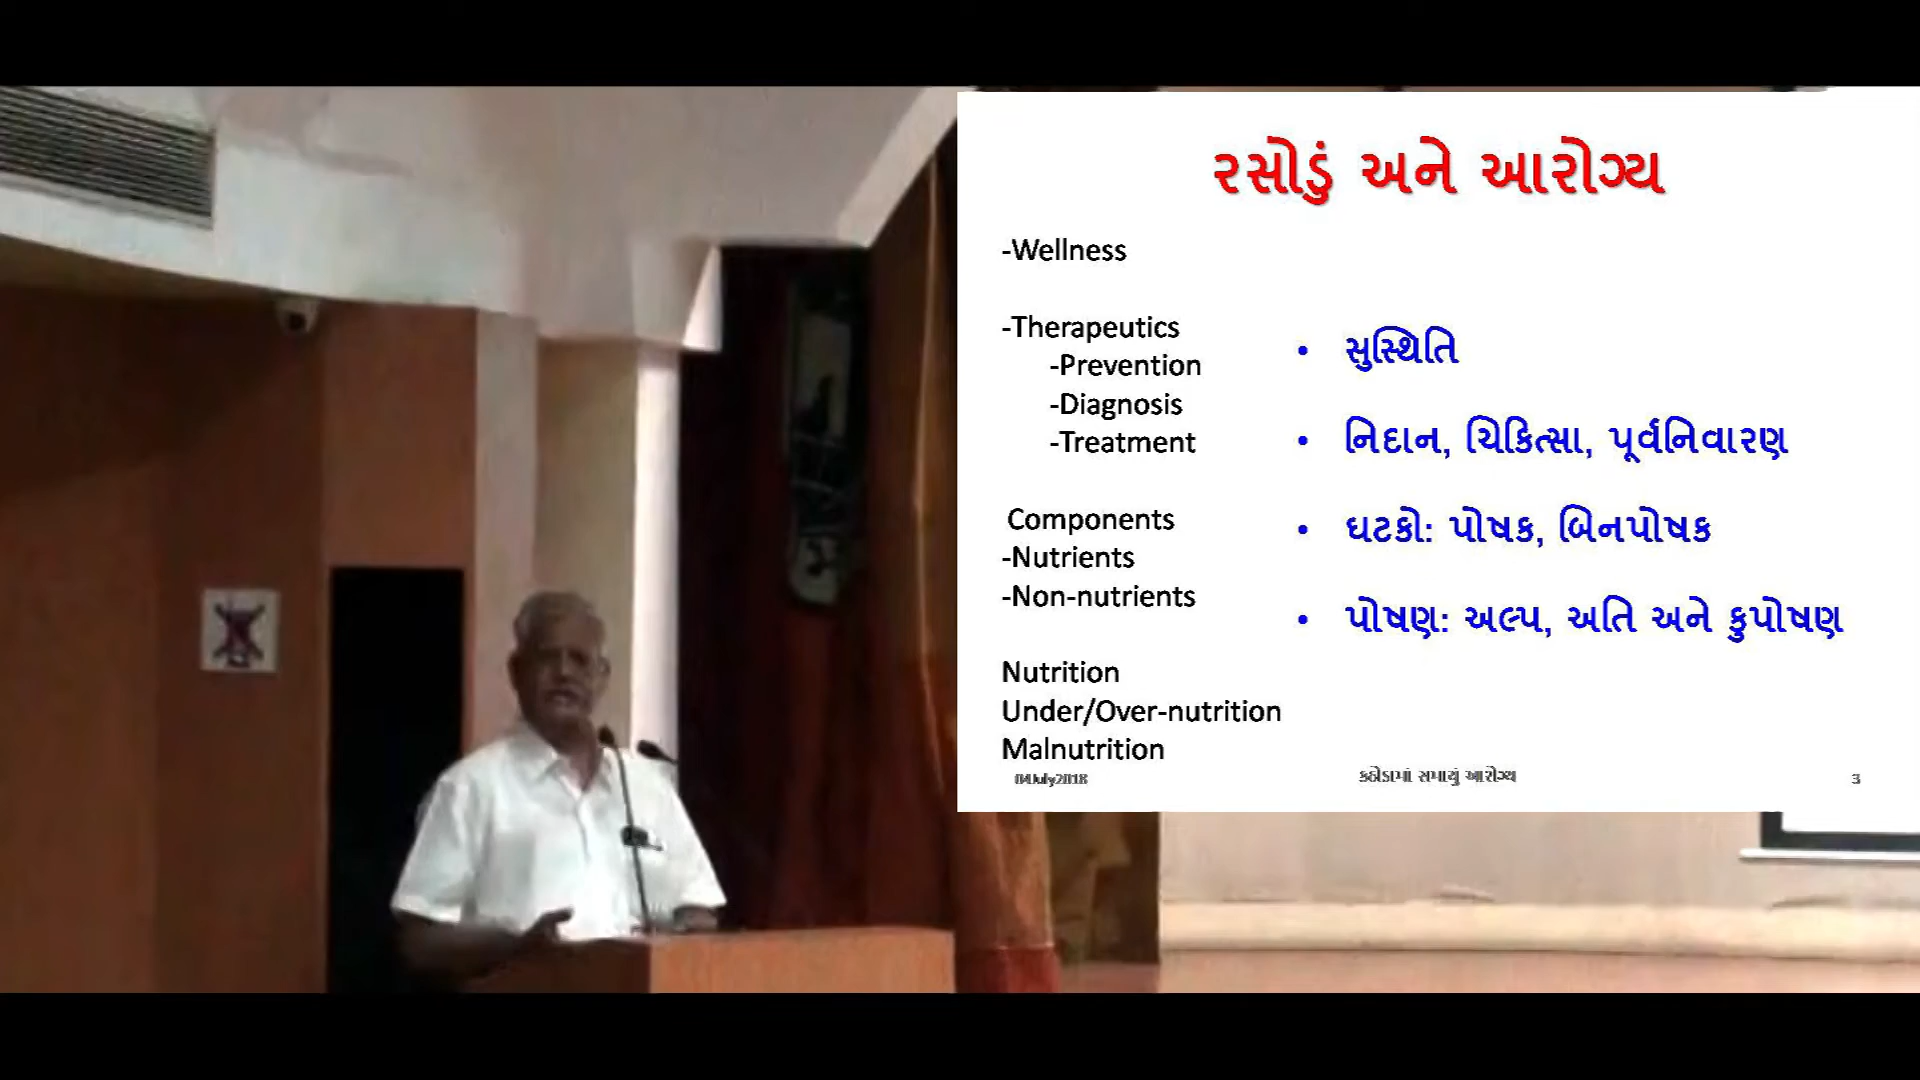 રસોડું અને આરોગ્ય
-Wellness
-Therapeutics
-Prevention
-Diagnosis
-Treatment
Components
-Nutrients
-Non-nutrients
Nutrition
Under/Over-nutrition
Malnutrition
• સુસ્થિતિ
• નિદાન, ચિકિત્સા, પૂર્વનિવારણ
• ઘટકો: પોષક, બિનપોષક
• પોષણ: અલ્પ, અતિ અને કુપોષણ
04July2018
કઠોડામાં સમાયું આરોગ્ય
3